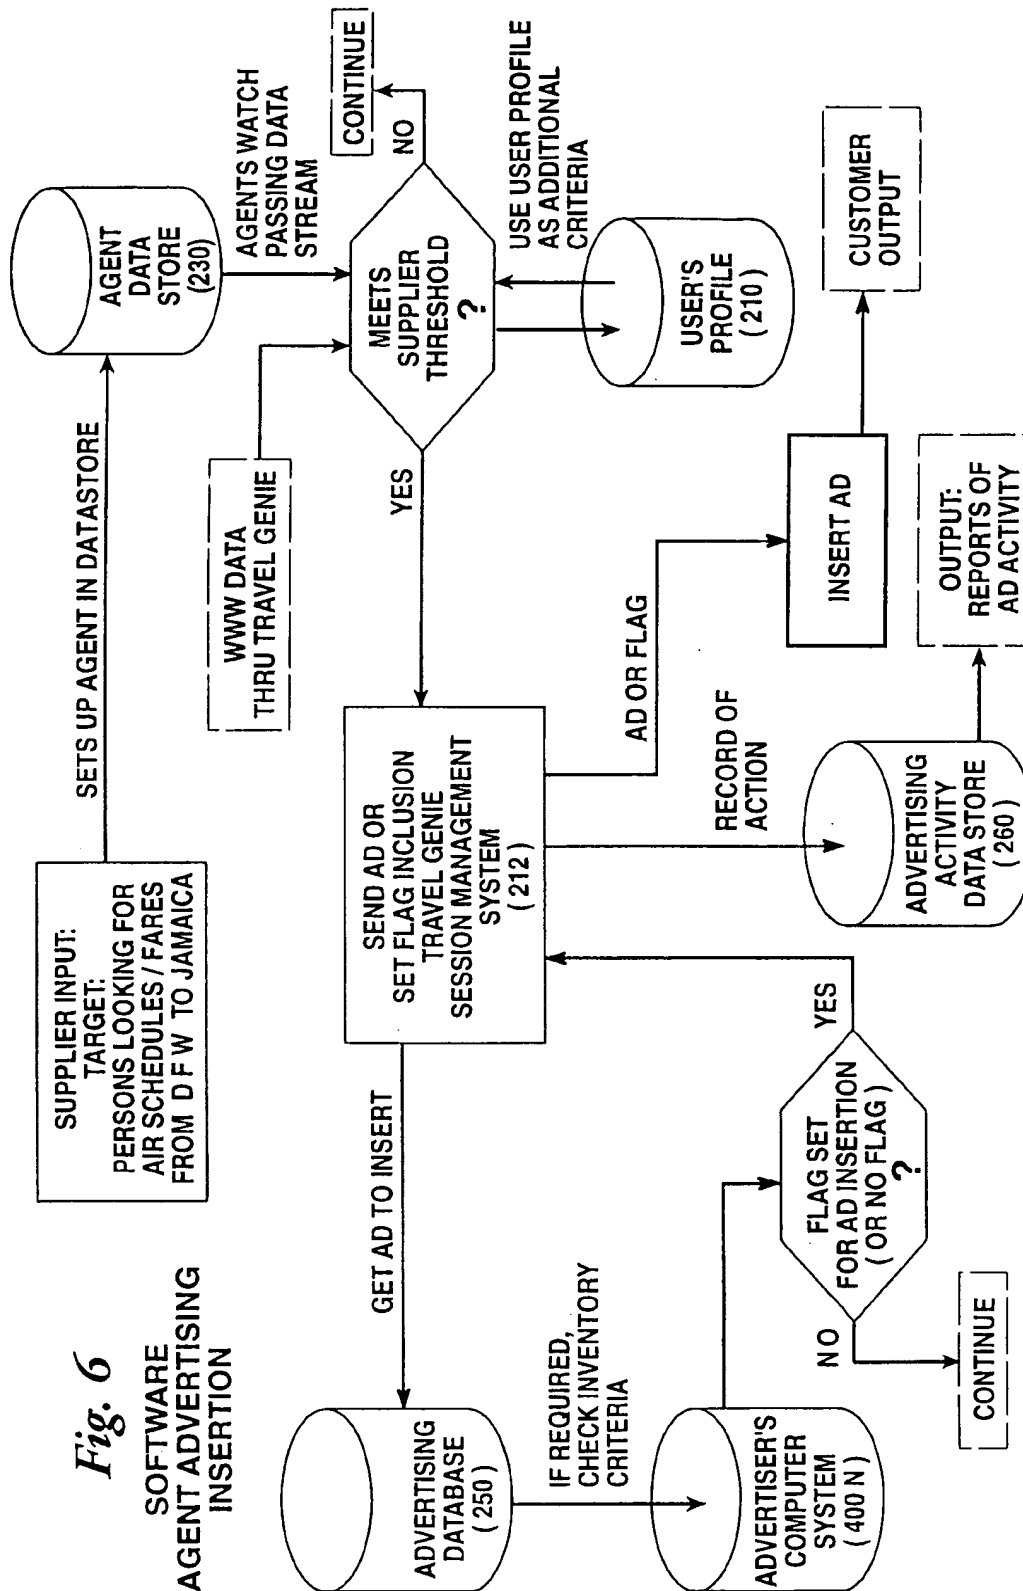 Fig. 6
SOFTWARE
AGENT ADVERTISING
INSERTION
SUPPLIER INPUT:
TARGET:
PERSONS LOOKING FOR
AIR SCHEDULES / FARES
FROM D F W TO JAMAICA
SETS UP AGENT IN DATASTORE
AGENT
DATA
STORE
(230)
WWW DATA
THRU TRAVEL GENIE
AGENTS WATCH
PASSING DATA
STREAM
MEETS
SUPPLIER
THRESHOLD
?
NO
CONTINUE
YES
USE USER PROFILE
AS ADDITIONAL
CRITERIA
USER'S
PROFILE
( 210 )
SEND AD OR
SET FLAG INCLUSION
TRAVEL GENIE
SESSION MANAGEMENT
SYSTEM
( 212 )
GET AD TO INSERT
ADVERTISING
DATABASE
( 250 )
IF REQUIRED,
CHECK INVENTORY
CRITERIA
ADVERTISER'S
COMPUTER
SYSTEM
(400 N)
FLAG SET
FOR AD INSERTION
( OR NO FLAG )
?
YES
NO
CONTINUE
AD OR FLAG
INSERT AD
CUSTOMER
OUTPUT
RECORD OF
ACTION
ADVERTISING
ACTIVITY
DATA STORE
( 260 )
OUTPUT:
REPORTS OF
AD ACTIVITY